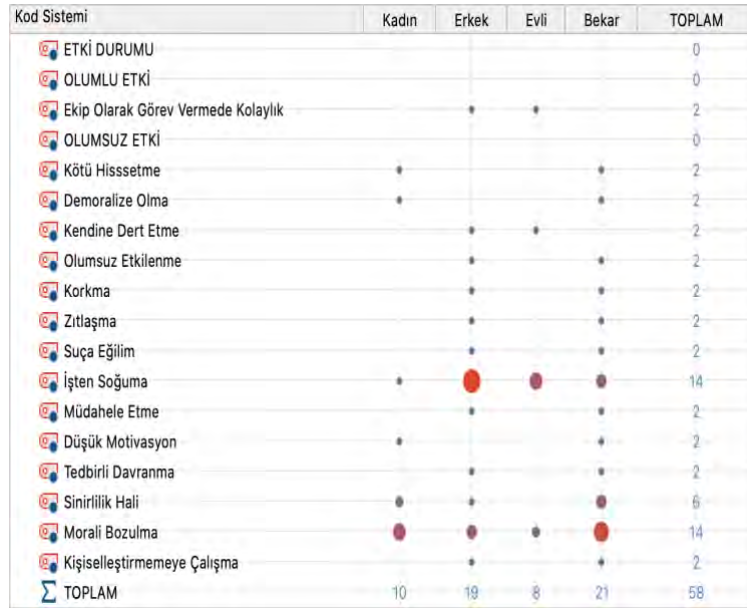 Kod Sistemi Kadın Erkek Evli Bekar TOPLAM
ETKİ DURUMU 0
OLUMLU ETKİ 0
Ekip Olarak Görev Vermede Kolaylık 2
OLUMSUZ ETKİ 0
Kötü Hisssetme 2
Demoralize Olma 2
Kendine Dert Etme 2
Olumsuz Etkilenme 2
Korkma 2
Zıtlaşma 2
Suça Eğilim 2
İşten Soğuma 14
Müdahele Etme 2
Düşük Motivasyon 2
Tedbirli Davranma 2
Sinirlilik Hali 6
Morali Bozulma 14
Kişiselleştirmemeye Çalışma 2
Σ TOPLAM 10 19 8 21 58